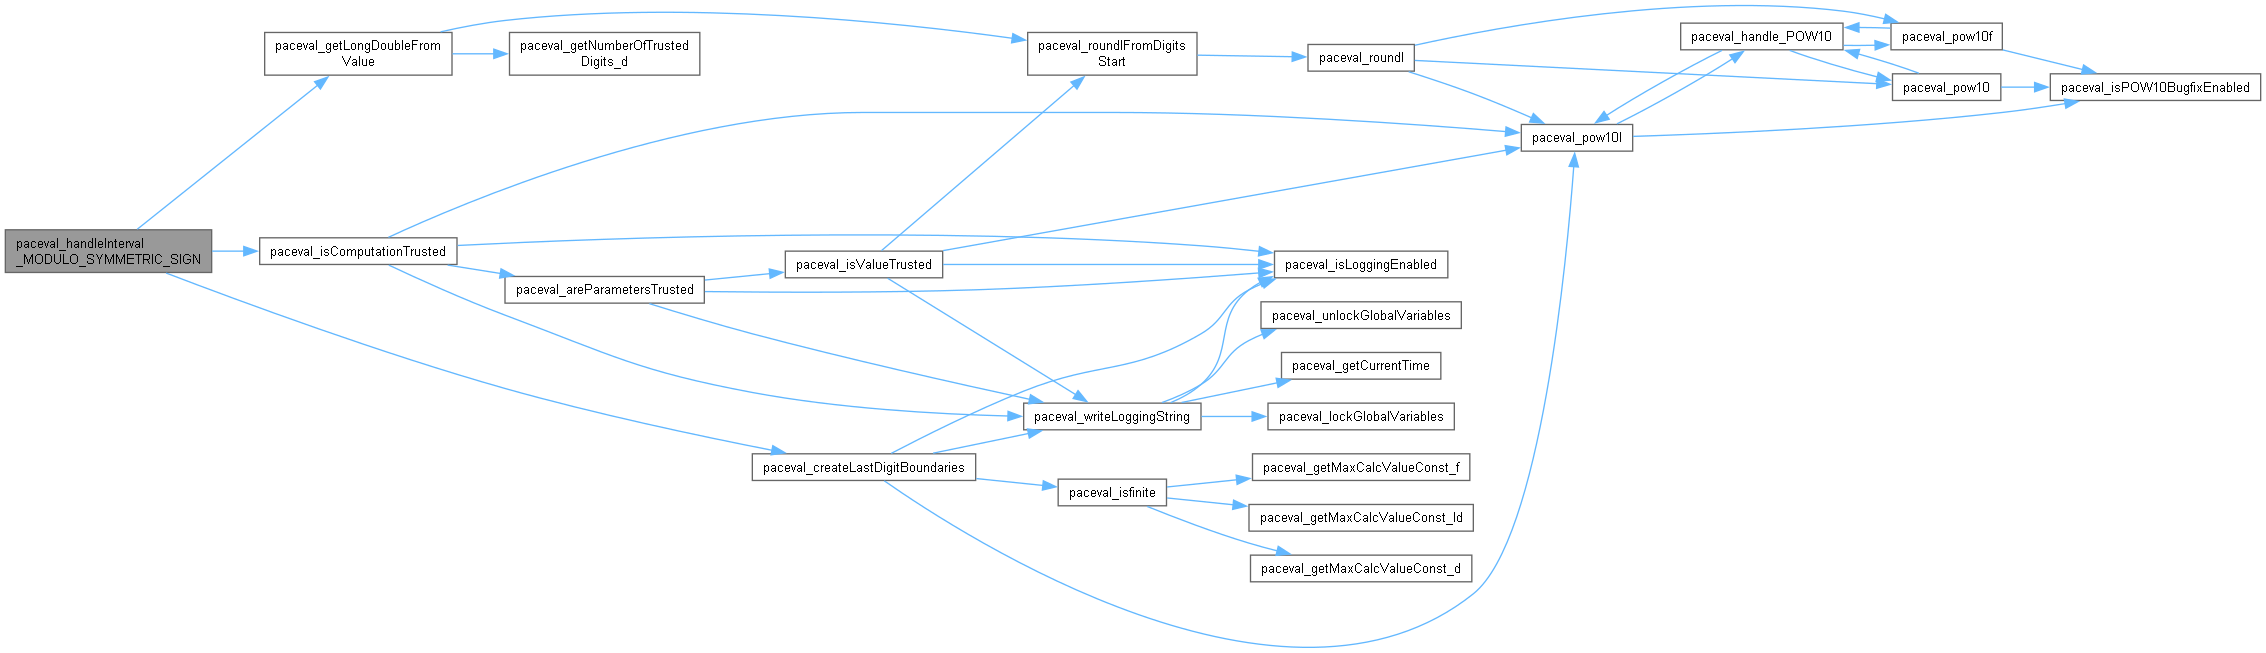 paceval_handleInterval
_MODULO_SYMMETRIC_SIGN
paceval_getLongDoubleFrom
Value
paceval_getNumberOfTrusted
Digits_d
paceval_isComputationTrusted
paceval_areParametersTrusted
paceval_isValueTrusted
paceval_createLastDigitBoundaries
paceval_roundlFromDigits
Start
paceval_writeLoggingString
paceval_isfinite
paceval_roundl
paceval_isLoggingEnabled
paceval_unlockGlobalVariables
paceval_getCurrentTime
paceval_lockGlobalVariables
paceval_getMaxCalcValueConst_f
paceval_getMaxCalcValueConst_ld
paceval_getMaxCalcValueConst_d
paceval_pow10l
paceval_handle_POW10
paceval_pow10f
paceval_pow10
paceval_isPOW10BugfixEnabled